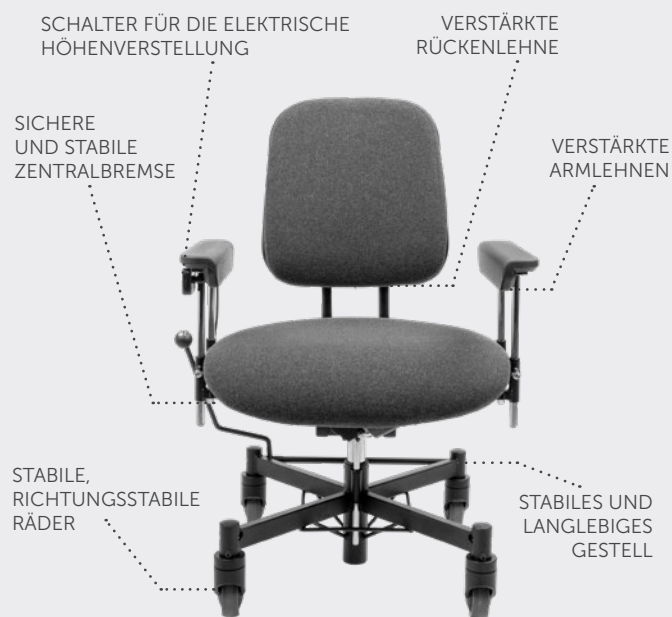 SCHALTER FÜR DIE ELEKTRISCHE
HÖHENVERSTELLUNG
VERSTÄRKTE
RÜCKENLEHNE
SICHERE
UND STABILE
ZENTRALBREMSE
VERSTÄRKTE
ARMLEHNEN
STABILE,
RICHTUNGSSTABILE
RÄDER
STABILES UND
LANGLEBIGES
GESTELL